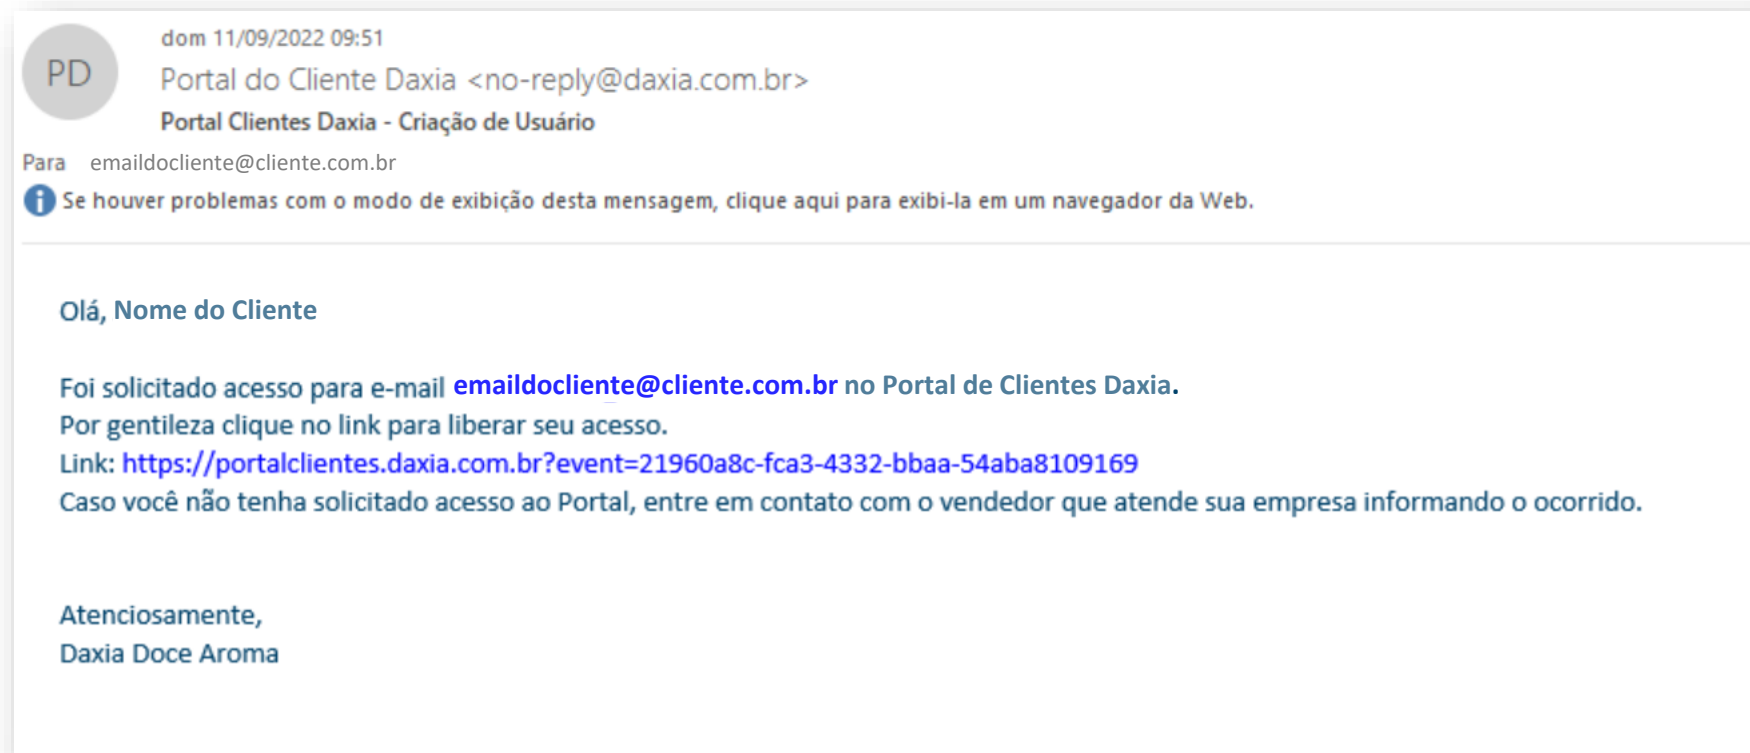 PD
dom 11/09/2022 09:51
Portal do Cliente Daxia <no-reply@daxia.com.br>
Portal Clientes Daxia - Criação de Usuário
Para emaildocliente@cliente.com.br
Se houver problemas com o modo de exibição desta mensagem, clique aqui para exibi-la em um navegador da Web.
Olá, Nome do Cliente
Foi solicitado acesso para e-mail emaildocliente@cliente.com.br no Portal de Clientes Daxia.
Por gentileza clique no link para liberar seu acesso.
Link: https://portalclientes.daxia.com.br?event=21960a8c-fca3-4332-bbaa-54aba8109169
Caso você não tenha solicitado acesso ao Portal, entre em contato com o vendedor que atende sua empresa informando o ocorrido.
Atenciosamente,
Daxia Doce Aroma